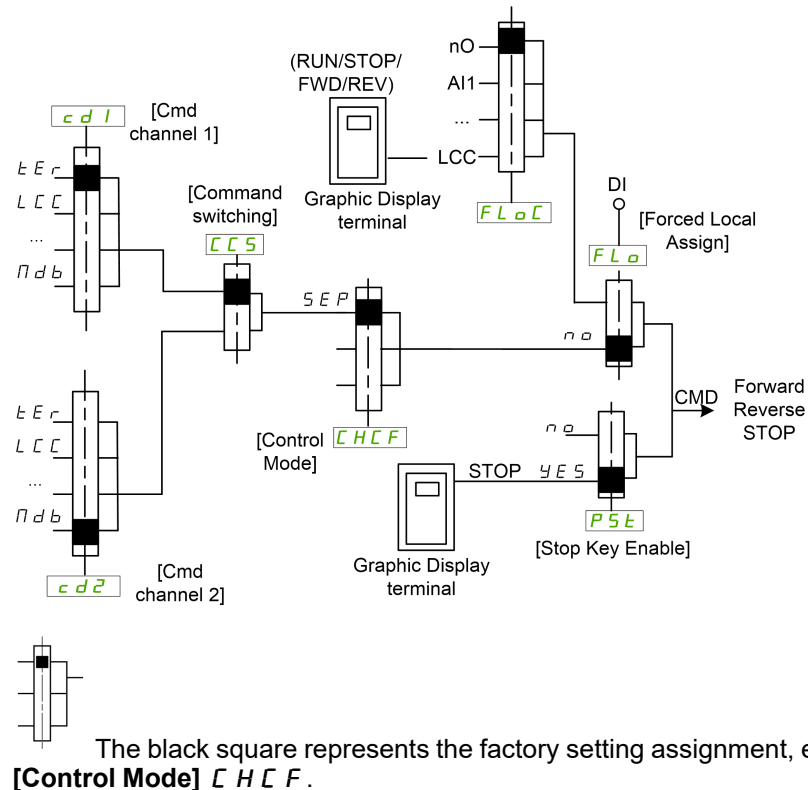 nO
(RUN/STOP/
FWD/REV)
AI1
...
LCC
Graphic Display
terminal
FLoC
cd1
[Cmd
channel 1]
tEr
LCC
...
Mdb
[Command
switching]
CCS
DI
[Forced Local
Assign]
FLo
SEP
no
[Control
Mode]
CHCF
CMD
Forward
Reverse
STOP
tEr
LCC
...
Mdb
cd2
[Cmd
channel 2]
no
STOP
YES
PSt
[Stop Key Enable]
Graphic Display
terminal
The black square represents the factory setting assignment, e
[Control Mode] CHCF.